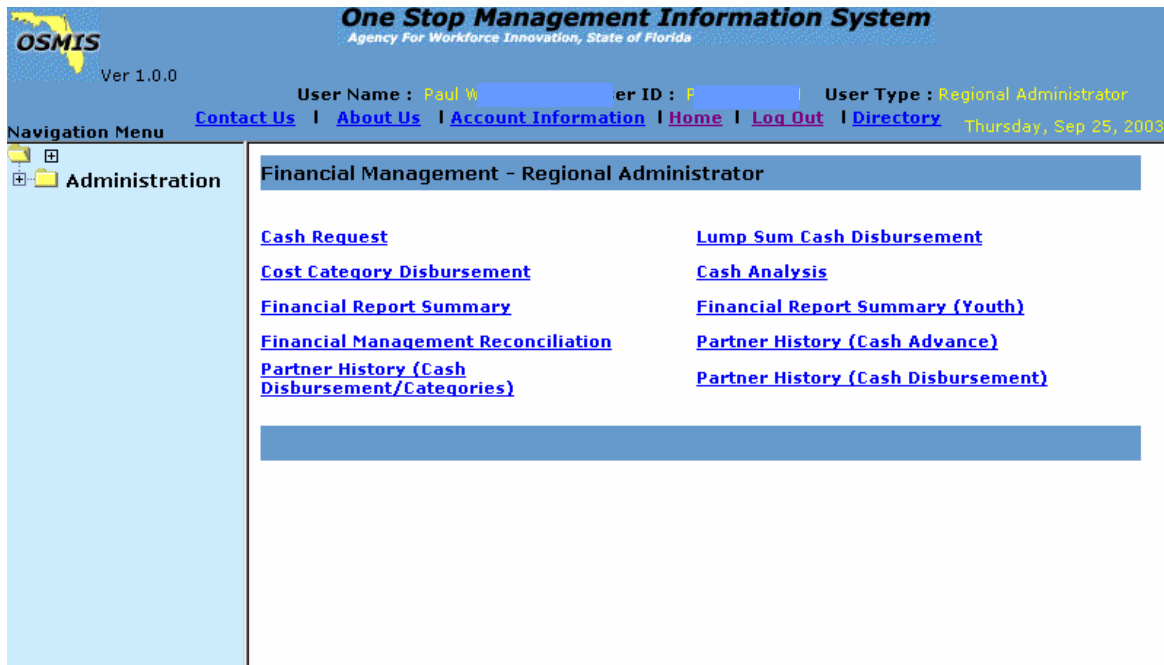 One Stop Management Information System
OSMIS
Agency For Workforce Innovation, State of Florida
Ver 1.0.0
User Name : Paul W er ID : P User Type : Regional Administrator
Contact Us | About Us | Account Information | Home | Log Out | Directory
Thursday, Sep 25, 2003
Navigation Menu
Administration
Financial Management - Regional Administrator
Cash Request Lump Sum Cash Disbursement
Cost Category Disbursement Cash Analysis
Financial Report Summary Financial Report Summary (Youth)
Financial Management Reconciliation Partner History (Cash Advance)
Partner History (Cash
Disbursement/Categories) Partner History (Cash Disbursement)